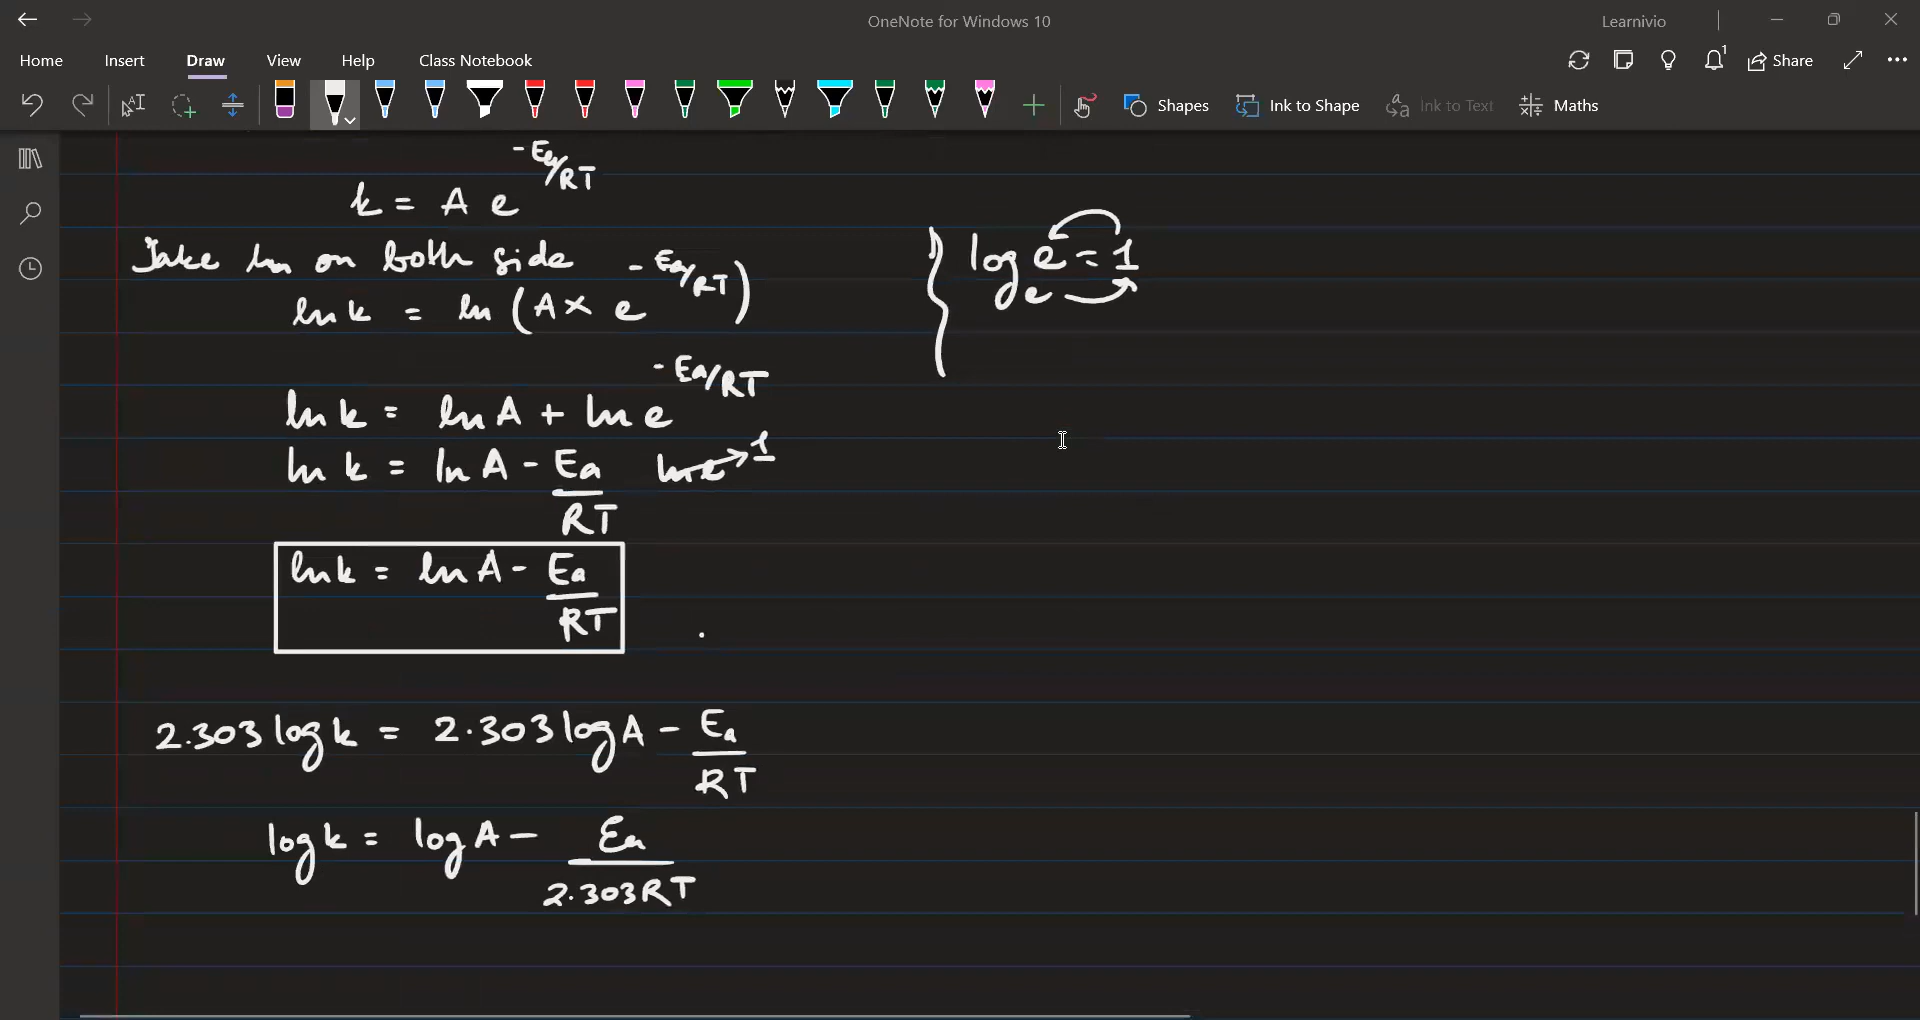 OneNote for Windows 10
Learnivio
Home Insert Draw View Help Class Notebook
1
Share
Shapes Ink to Shape Ink to Text Maths
k = A e^{-Ea/RT}
Take ln on both side
ln k = ln (A × e^{-Ea/RT})
ln k = ln A + ln e^{-Ea/RT}
ln k = ln A - Ea/RT ln e → 1
ln k = ln A - Ea/RT
2.303 log k = 2.303 log A - Ea/RT
log k = log A - Ea/2.303RT
{ log_e e = 1